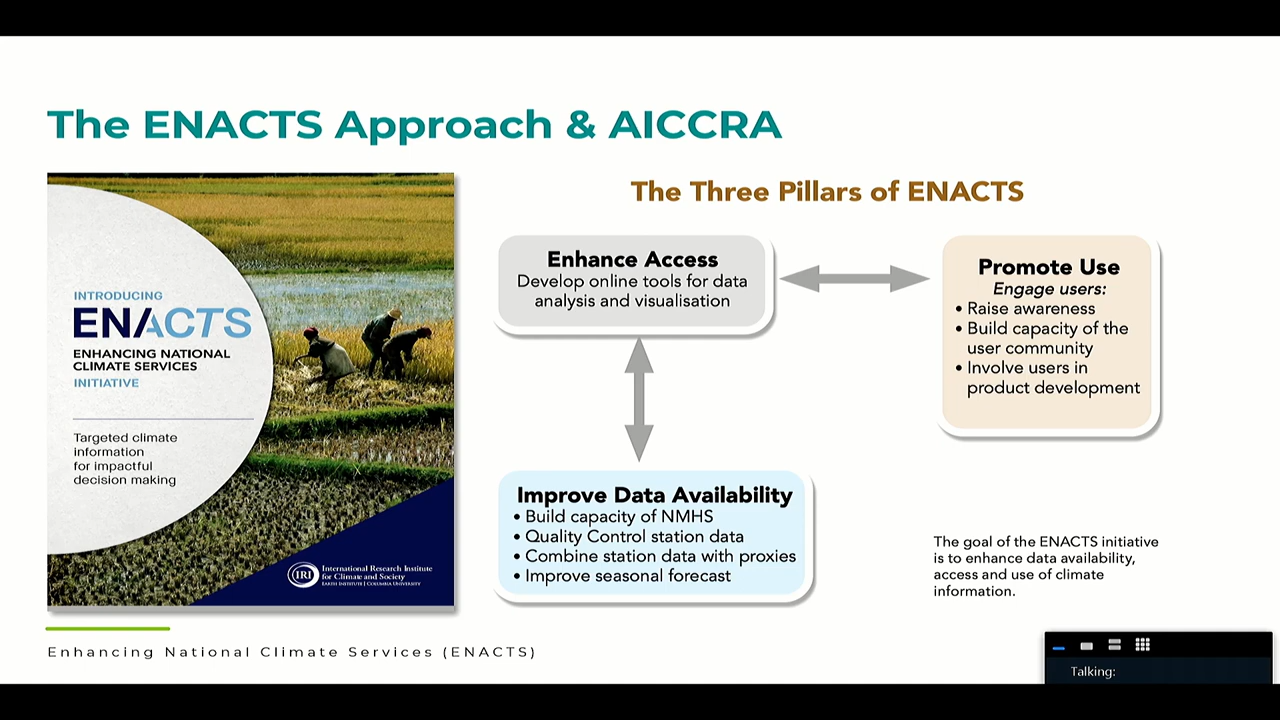 The ENACTS Approach & AICCRA
INTRODUCING
ENACTS
ENHANCING NATIONAL
CLIMATE SERVICES
INITIATIVE
Targeted climate
information
for impactful
decision making
IRI
International Research Institute
for Climate and Society
EARTH INSTITUTE | COLUMBIA UNIVERSITY
The Three Pillars of ENACTS
Enhance Access
Develop online tools for data
analysis and visualisation
Promote Use
Engage users:
• Raise awareness
• Build capacity of the
user community
• Involve users in
product development
Improve Data Availability
• Build capacity of NMHS
• Quality Control station data
• Combine station data with proxies
• Improve seasonal forecast
The goal of the ENACTS initiative
is to enhance data availability,
access and use of climate
information.
Enhancing National Climate Services (ENACTS)
Talking: